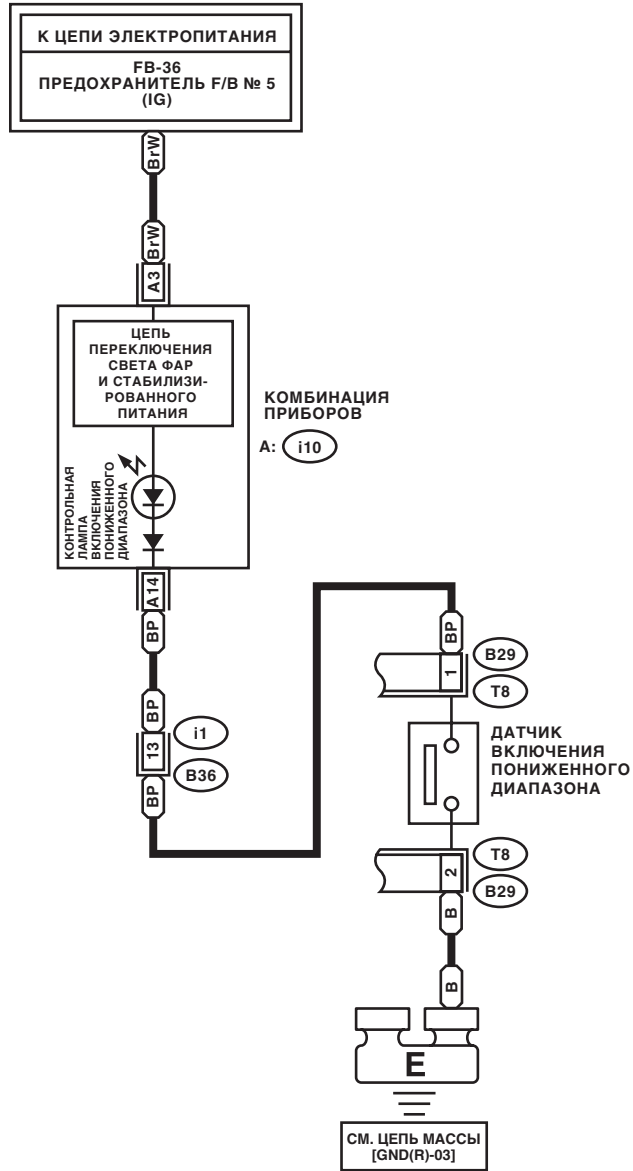 К ЦЕПИ ЭЛЕКТРОПИТАНИЯ
FB-36
ПРЕДОХРАНИТЕЛЬ F/B № 5
(IG)
BrW
BrW
A3
ЦЕПЬ
ПЕРЕКЛЮЧЕНИЯ
СВЕТА ФАР
И СТАБИЛИЗИ-
РОВАННОГО
ПИТАНИЯ
КОМБИНАЦИЯ
ПРИБОРОВ
A: i10
КОНТРОЛЬНАЯ
ЛАМПА
ВКЛЮЧЕНИЯ
ПОНИЖЕННОГО
ДИАПАЗОНА
A14
BP
BP
13
i1
B36
BP
BP
1
B29
T8
ДАТЧИК
ВКЛЮЧЕНИЯ
ПОНИЖЕННОГО
ДИАПАЗОНА
2
T8
B29
B
B
E
СМ. ЦЕПЬ МАССЫ
[GND(R)-03]